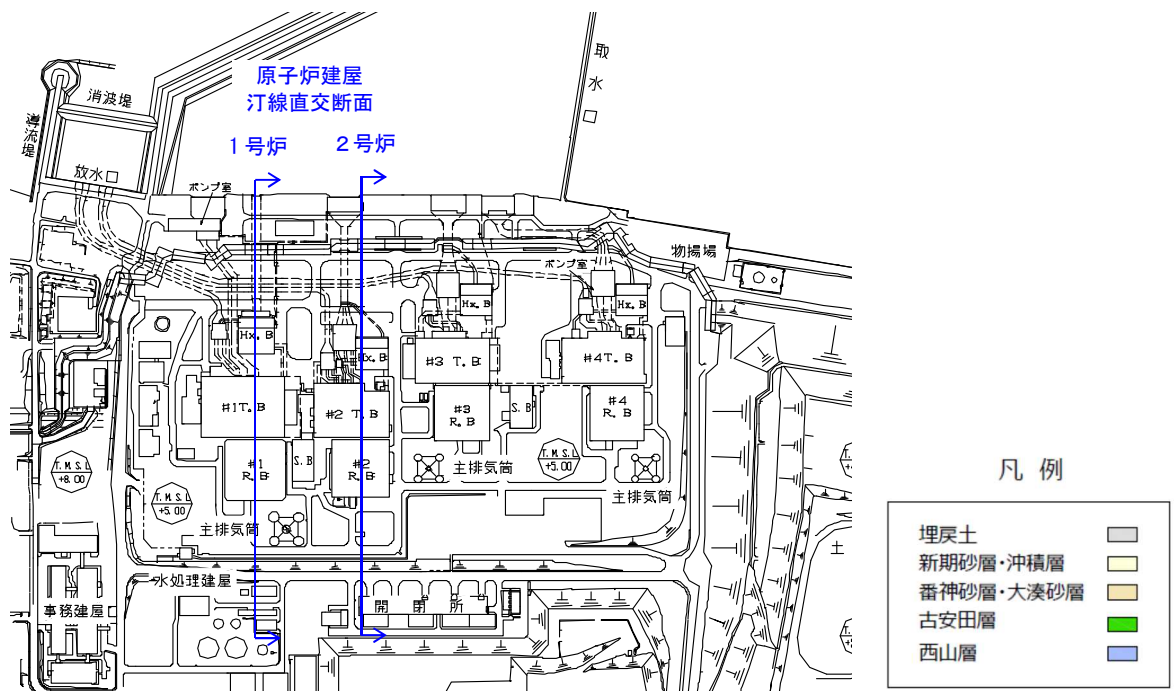 取
水
口
原子炉建屋
汀線直交断面
消波堤
導流堤
1号炉
2号炉
放水口
ポンプ室
物揚場
ポンプ室
Hx. B
Hx. B
Hx. B
Hx. B
#3 T. B
#4T. B
#1T. B
#2 T. B
#3
R. B
S. B
#4
R. B
#1
R. B
S. B
#2
R. B
主排気筒
T. M. S. L
+5.00
主排気筒
T. M. S. L
+8.00
T. M. S. L
+5.00
主排気筒
土
水処理建屋
事務建屋
開閉所
凡 例
埋戻土
新期砂層・沖積層
番神砂層・大湊砂層
古安田層
西山層